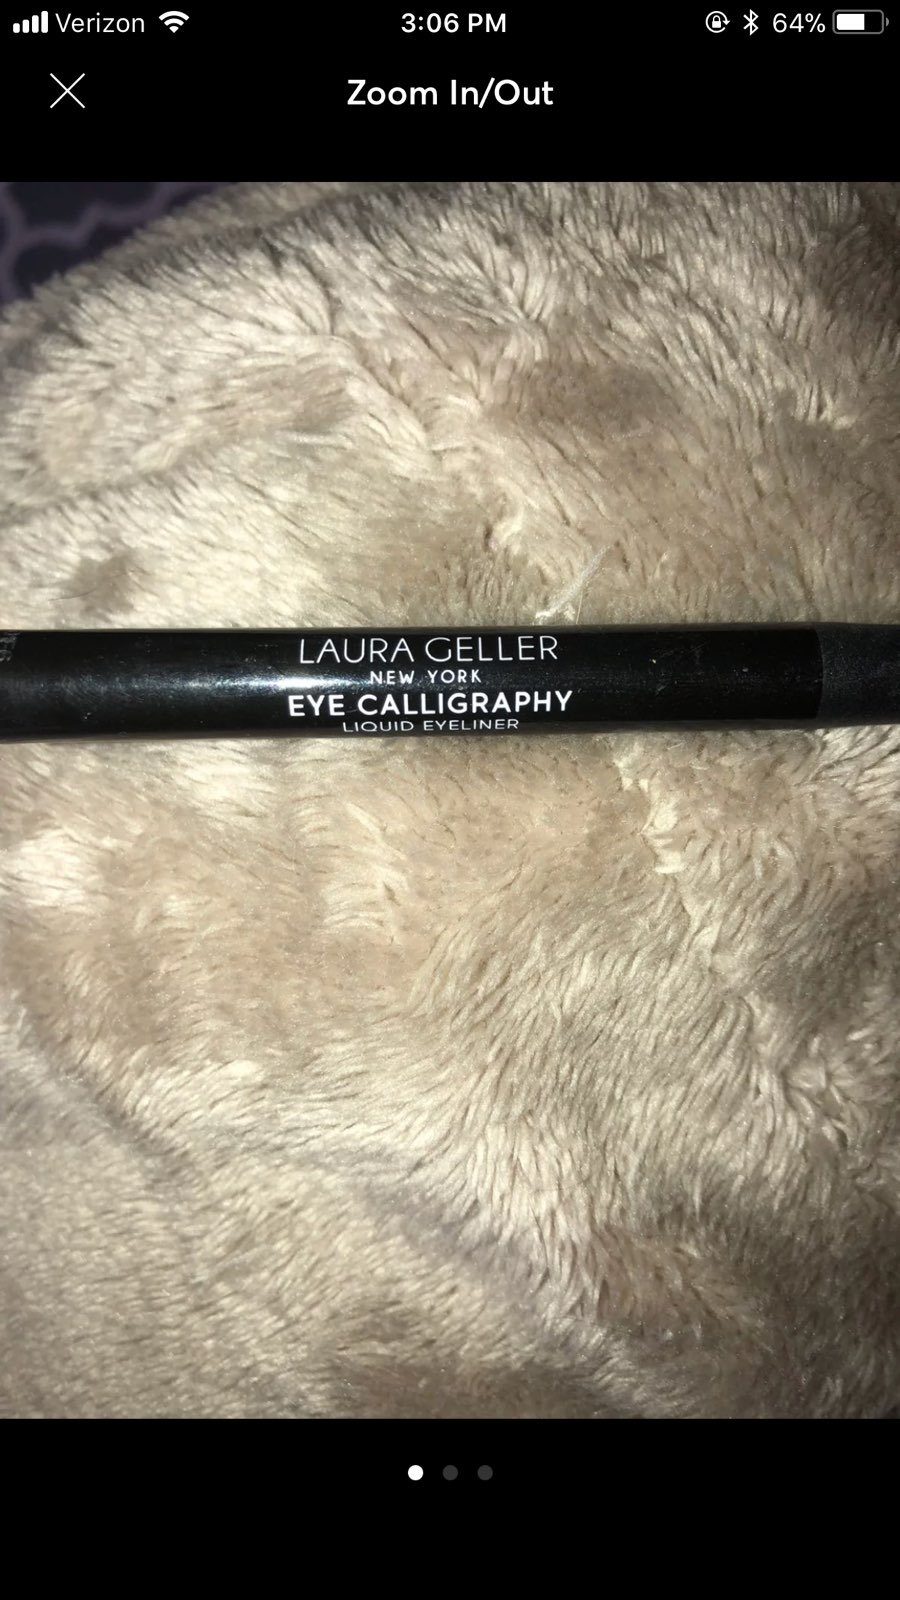 Verizon 3:06 PM 64%
Zoom In/Out
LAURA GELLER
NEW YORK
EYE CALLIGRAPHY
LIQUID EYELINER